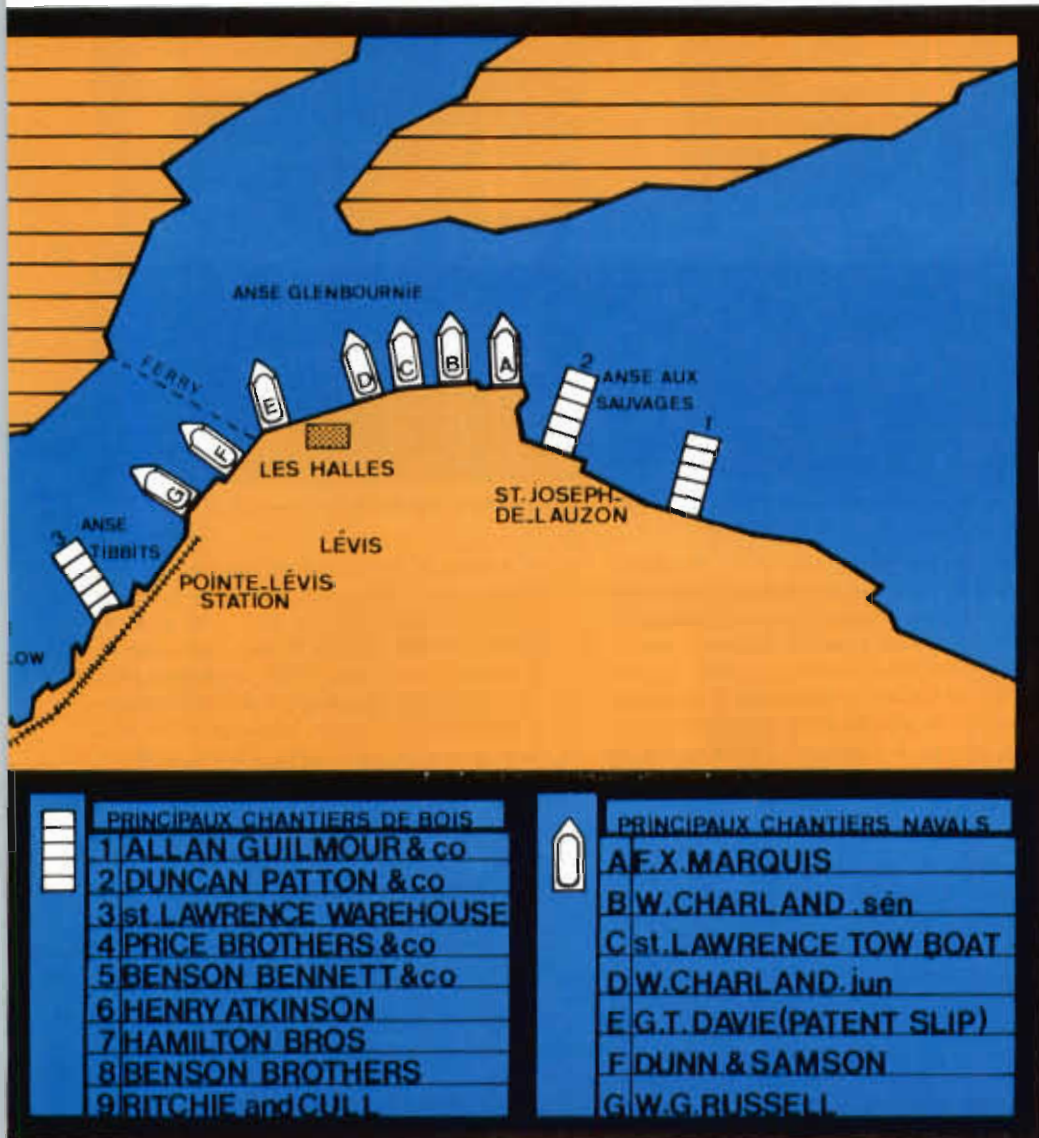 ANSE GLENBOURNIE
FERRY
2
ANSE AUX
SAUVAGES
1
A
B
C
D
E
F
G
LES HALLES
ST. JOSEPH-
DE-LAUZON
ANSE
TIBBITS
3
LÉVIS
POINTE-LÉVIS
STATION
LOW
PRINCIPAUX CHANTIERS DE BOIS
1 ALLAN GUILMOUR & co
2 DUNCAN PATTON & co
3 st. LAWRENCE WAREHOUSE
4 PRICE BROTHERS & co
5 BENSON BENNETT & co
6 HENRY ATKINSON
7 HAMILTON BROS
8 BENSON BROTHERS
9 RITCHIE and CULL
PRINCIPAUX CHANTIERS NAVALS
A F.X. MARQUIS
B W. CHARLAND . sén
C st. LAWRENCE TOW BOAT
D W. CHARLAND. jun
E G.T. DAVIE (PATENT SLIP)
F DUNN & SAMSON
G W.G. RUSSELL